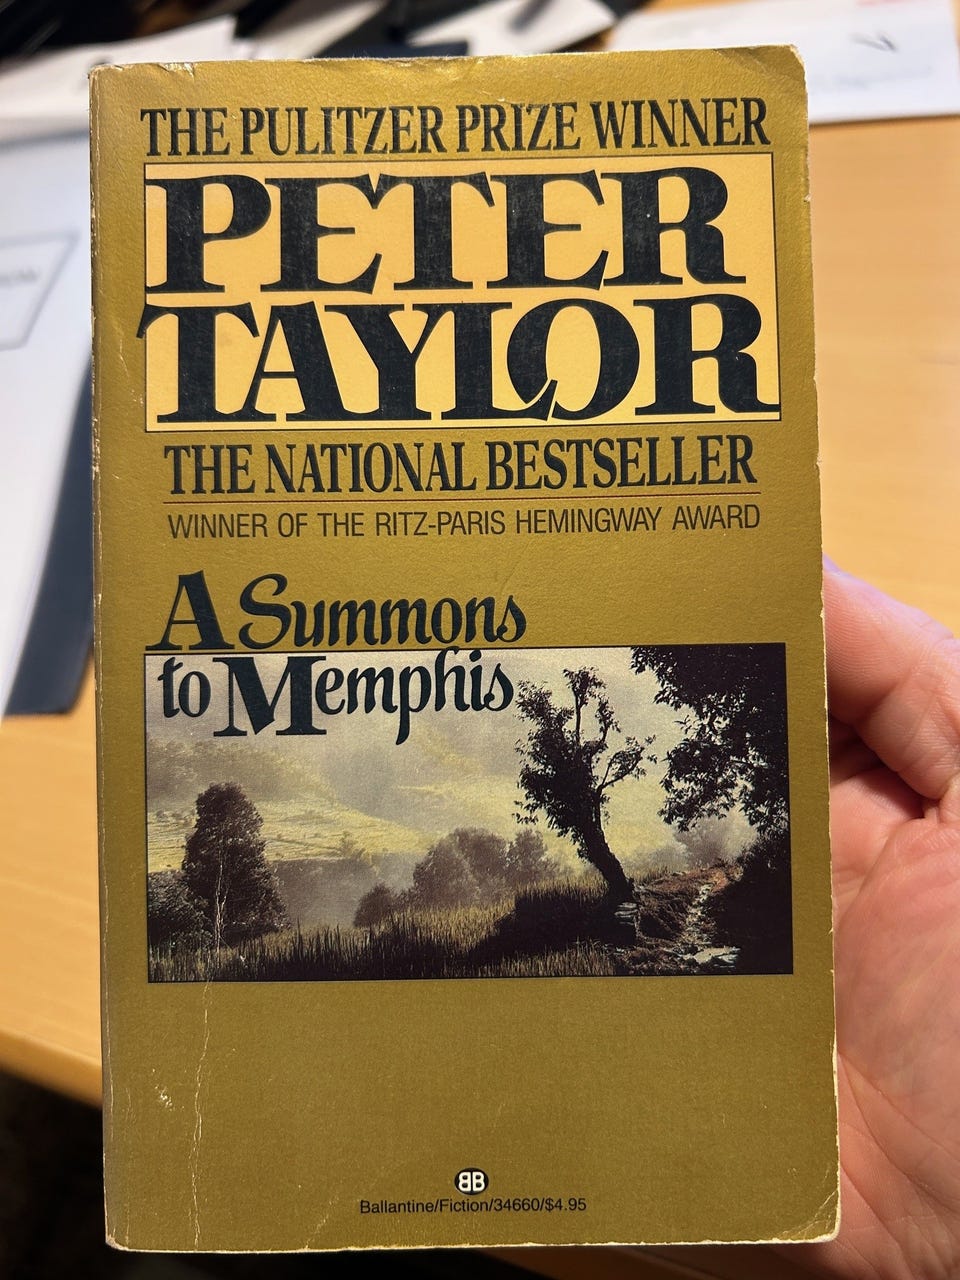 THE PULITZER PRIZE WINNER
PETER
TAYLOR
THE NATIONAL BESTSELLER
WINNER OF THE RITZ-PARIS HEMINGWAY AWARD
A Summons
to Memphis
BB
Ballantine/Fiction/34660/$4.95